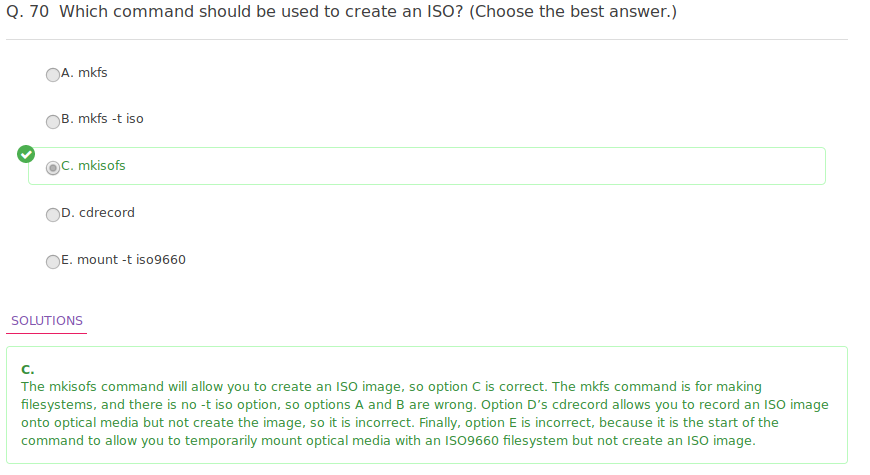 Q. 70  Which command should be used to create an ISO? (Choose the best answer.)
A. mkfs
B. mkfs -t iso
C. mkisofs
D. cdrecord
E. mount -t iso9660
SOLUTIONS
C.
The mkisofs command will allow you to create an ISO image, so option C is correct. The mkfs command is for making
filesystems, and there is no -t iso option, so options A and B are wrong. Option D’s cdrecord allows you to record an ISO image
onto optical media but not create the image, so it is incorrect. Finally, option E is incorrect, because it is the start of the
command to allow you to temporarily mount optical media with an ISO9660 filesystem but not create an ISO image.